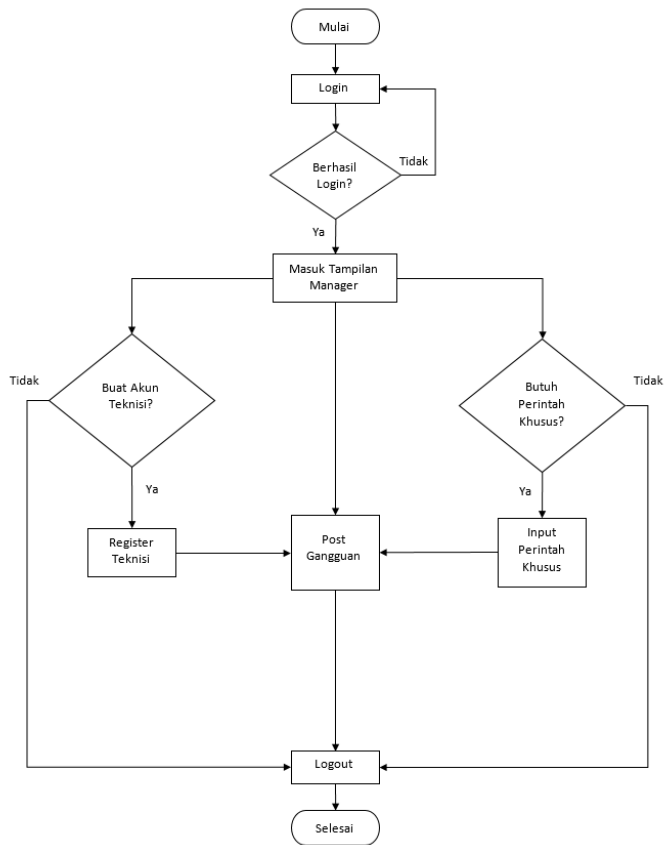 Mulai
Login
Berhasil
Login?
Tidak
Ya
Masuk Tampilan
Manager
Tidak
Buat Akun
Teknisi?
Butuh
Perintah
Khusus?
Tidak
Ya
Ya
Register
Teknisi
Post
Gangguan
Input
Perintah
Khusus
Logout
Selesai